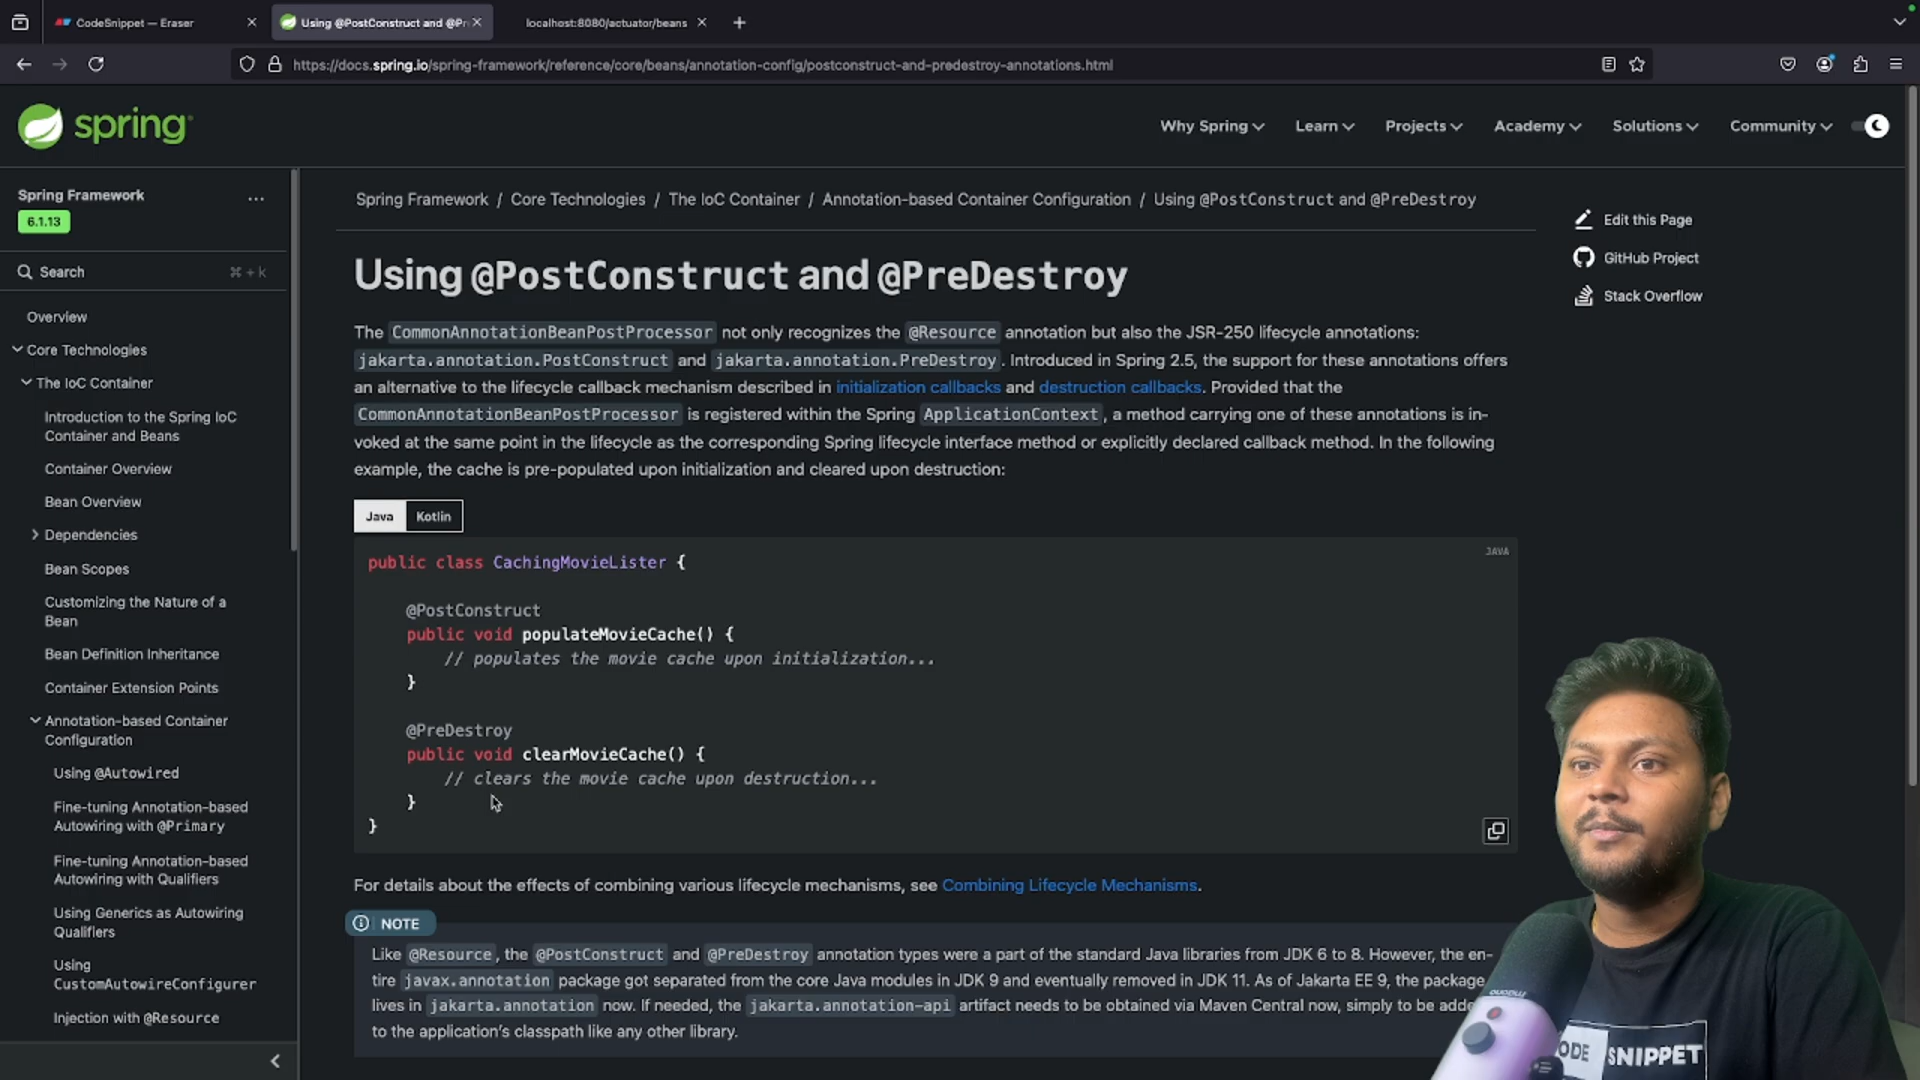 CodeSnippet — Eraser
Using @PostConstruct and @Pr
localhost:8080/actuator/beans
https://docs.spring.io/spring-framework/reference/core/beans/annotation-config/postconstruct-and-predestroy-annotations.html
spring
Why Spring
Learn
Projects
Academy
Solutions
Community
Spring Framework
6.1.13
Search
⌘ + k
Overview
Core Technologies
The IoC Container
Introduction to the Spring IoC
Container and Beans
Container Overview
Bean Overview
Dependencies
Bean Scopes
Customizing the Nature of a
Bean
Bean Definition Inheritance
Container Extension Points
Annotation-based Container
Configuration
Using @Autowired
Fine-tuning Annotation-based
Autowiring with @Primary
Fine-tuning Annotation-based
Autowiring with Qualifiers
Using Generics as Autowiring
Qualifiers
Using
CustomAutowireConfigurer
Injection with @Resource
Spring Framework / Core Technologies / The IoC Container / Annotation-based Container Configuration / Using @PostConstruct and @PreDestroy
Edit this Page
GitHub Project
Stack Overflow
Using @PostConstruct and @PreDestroy
The CommonAnnotationBeanPostProcessor not only recognizes the @Resource annotation but also the JSR-250 lifecycle annotations:
jakarta.annotation.PostConstruct and jakarta.annotation.PreDestroy. Introduced in Spring 2.5, the support for these annotations offers
an alternative to the lifecycle callback mechanism described in initialization callbacks and destruction callbacks. Provided that the
CommonAnnotationBeanPostProcessor is registered within the Spring ApplicationContext, a method carrying one of these annotations is in-
voked at the same point in the lifecycle as the corresponding Spring lifecycle interface method or explicitly declared callback method. In the following
example, the cache is pre-populated upon initialization and cleared upon destruction:
Java
Kotlin
JAVA
public class CachingMovieLister {
@PostConstruct
public void populateMovieCache() {
// populates the movie cache upon initialization...
}
@PreDestroy
public void clearMovieCache() {
// clears the movie cache upon destruction...
}
}
For details about the effects of combining various lifecycle mechanisms, see Combining Lifecycle Mechanisms.
NOTE
Like @Resource, the @PostConstruct and @PreDestroy annotation types were a part of the standard Java libraries from JDK 6 to 8. However, the en-
tire javax.annotation package got separated from the core Java modules in JDK 9 and eventually removed in JDK 11. As of Jakarta EE 9, the package
lives in jakarta.annotation now. If needed, the jakarta.annotation-api artifact needs to be obtained via Maven Central now, simply to be adde
to the application's classpath like any other library.
ODE SNIPPET